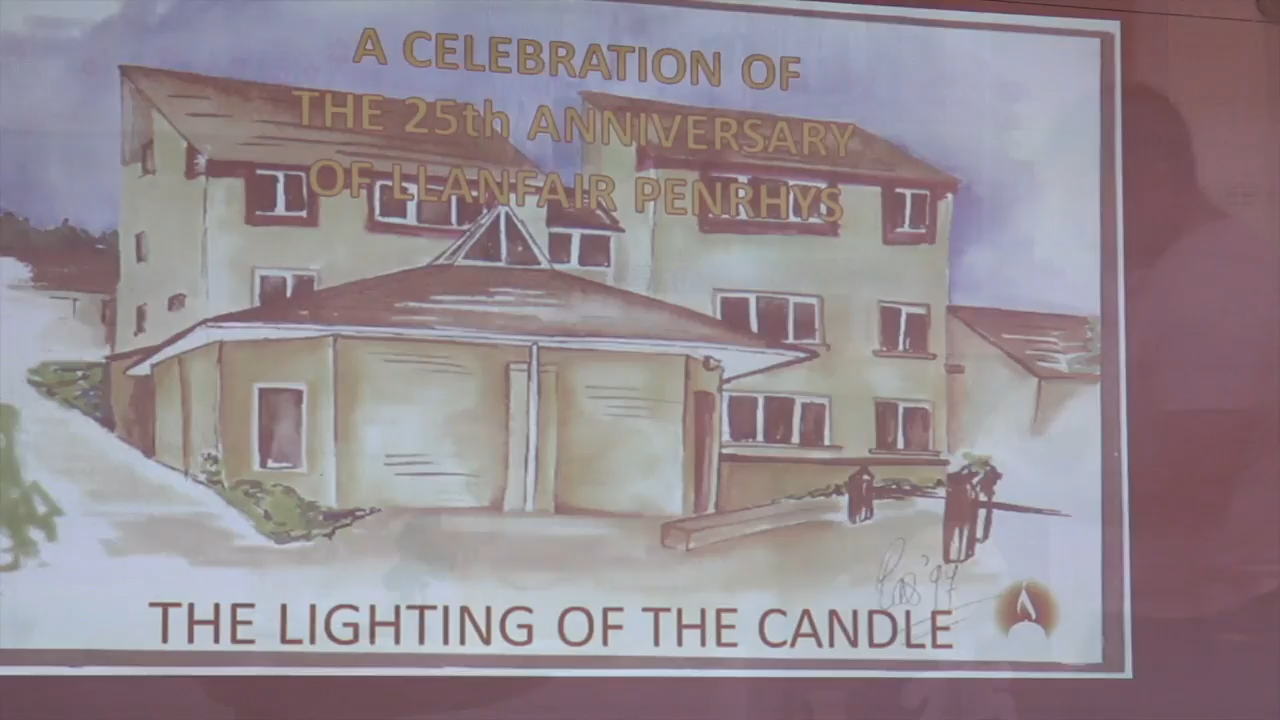 A CELEBRATION OF
THE 25th ANNIVERSARY
OF LLANFAIR PENRHYS
THE LIGHTING OF THE CANDLE